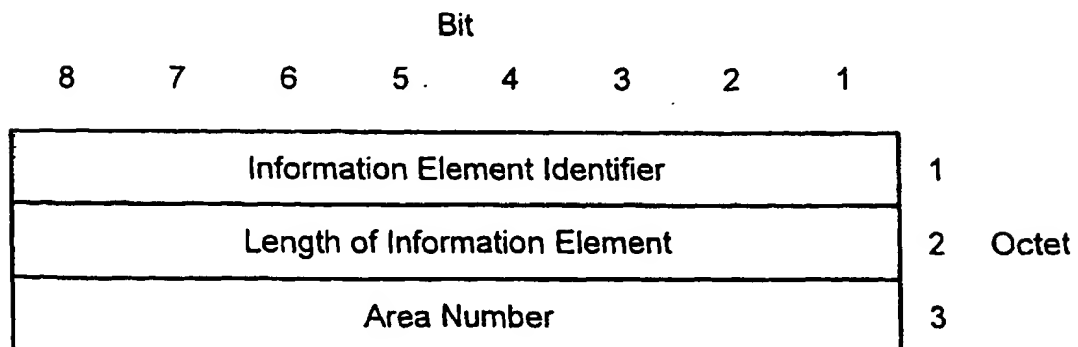 Bit
8 7 6 5 4 3 2 1
Information Element Identifier 1
Length of Information Element 2 Octet
Area Number 3